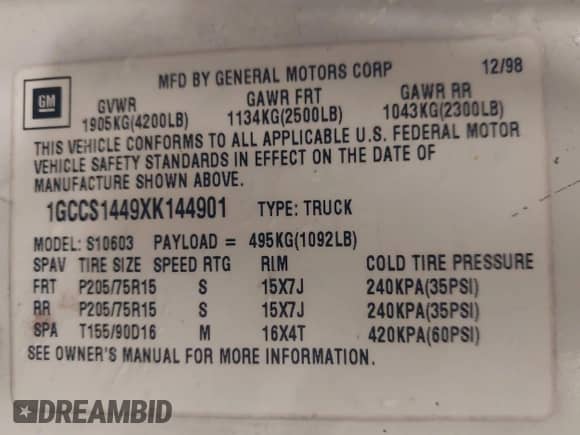 MFD BY GENERAL MOTORS CORP 12/98
GM
GVWR GAWR FRT GAWR RR
1905KG(4200LB) 1134KG(2500LB) 1043KG(2300LB)
THIS VEHICLE CONFORMS TO ALL APPLICABLE U.S. FEDERAL MOTOR
VEHICLE SAFETY STANDARDS IN EFFECT ON THE DATE OF
MANUFACTURE SHOWN ABOVE.
1GCCS1449XK144901 TYPE: TRUCK
MODEL: S10603 PAYLOAD = 495KG(1092LB)
SPAV TIRE SIZE SPEED RTG RIM COLD TIRE PRESSURE
FRT P205/75R15 S 15X7J 240KPA(35PSI)
RR P205/75R15 S 15X7J 240KPA(35PSI)
SPA T155/90D16 M 16X4T 420KPA(60PSI)
SEE OWNER'S MANUAL FOR MORE INFORMATION.
DREAMBID